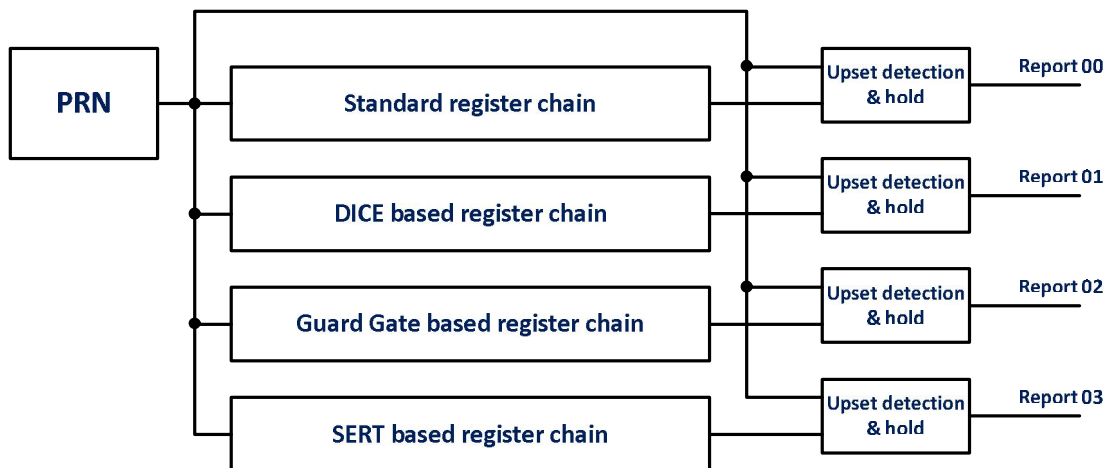 PRN
Standard register chain
Upset detection
& hold
Report 00
DICE based register chain
Upset detection
& hold
Report 01
Guard Gate based register chain
Upset detection
& hold
Report 02
SERT based register chain
Upset detection
& hold
Report 03